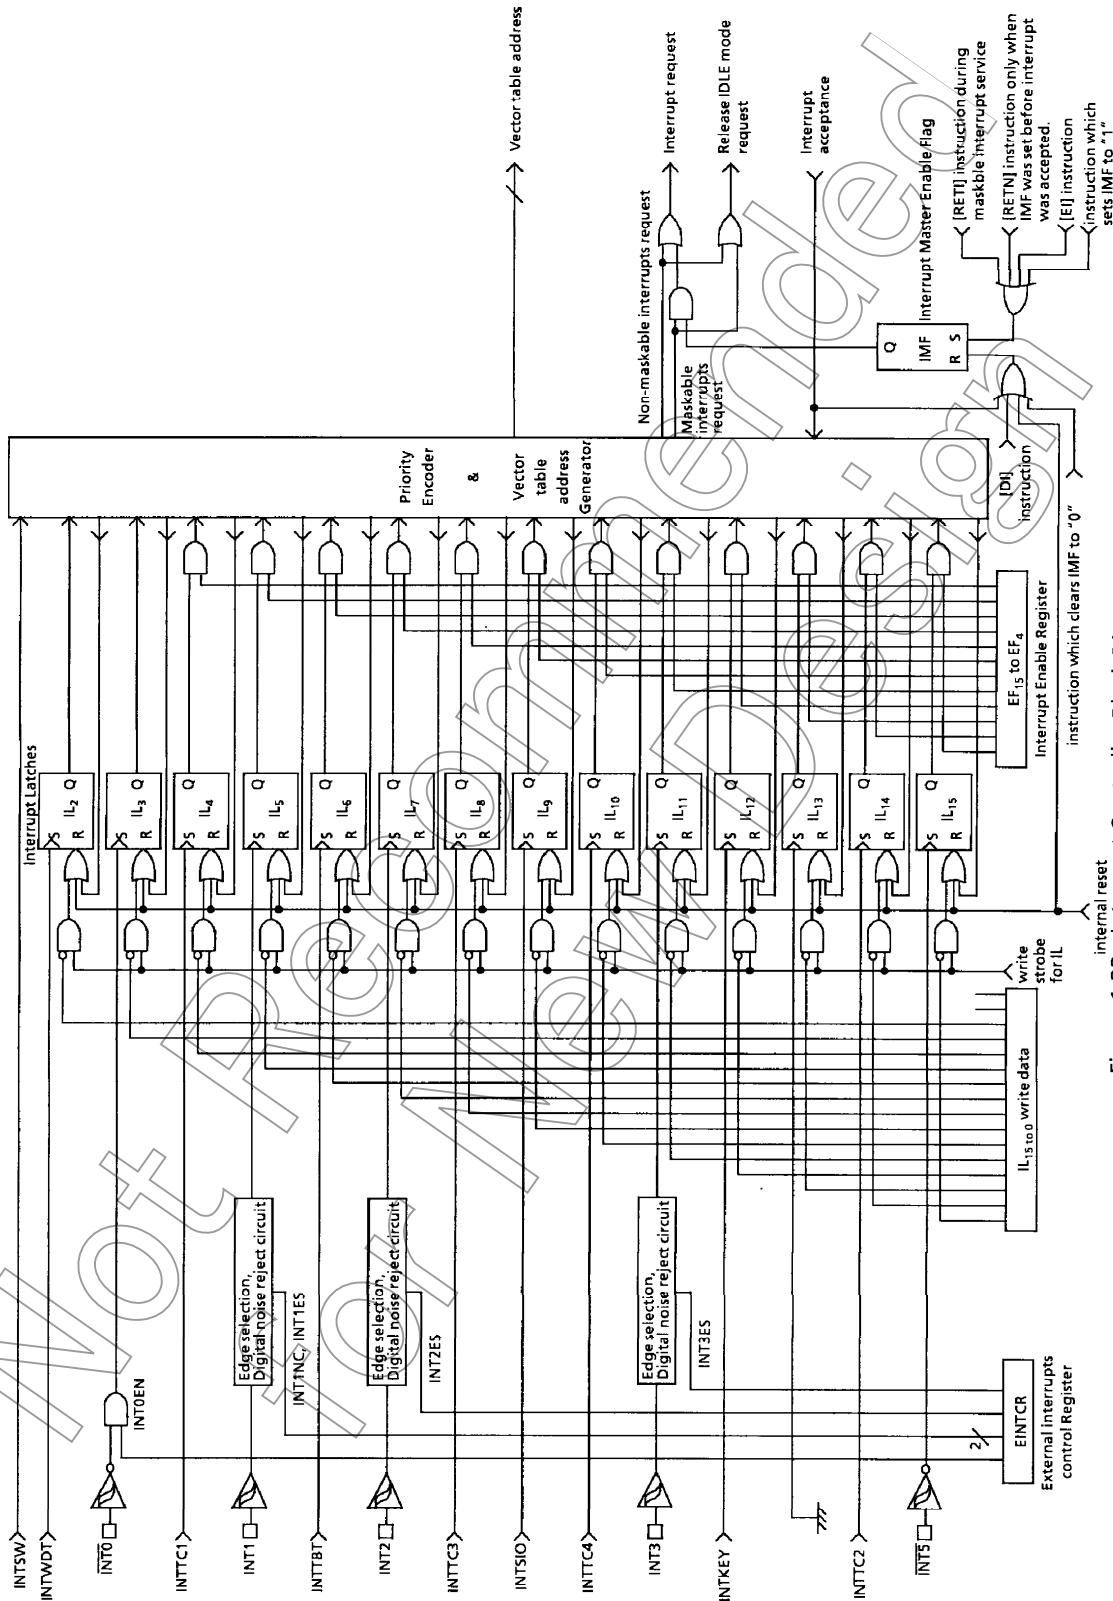 INTSW
INTWDT
INT0
INTTC1
INT1
INTTBT
INT2
INTTC3
INTSIO
INTTC4
INT3
INTKEY
INTTC2
INT5
INT0EN
Edge selection,
Digital noise reject circuit
INT1NC, INT1ES
Edge selection,
Digital noise reject circuit
INT2ES
Edge selection,
Digital noise reject circuit
INT3ES
2
EINTCR
External interrupts
control Register
IL15 to 0 write data
write
strobe
for IL
internal reset
Interrupt Latches
S IL2 Q
R
S IL3 Q
R
S IL4 Q
R
S IL5 Q
R
S IL6 Q
R
S IL7 Q
R
S IL8 Q
R
S IL9 Q
R
S IL10 Q
R
S IL11 Q
R
S IL12 Q
R
S IL13 Q
R
S IL14 Q
R
S IL15 Q
R
EF15 to EF4
Interrupt Enable Register
instruction which clears IMF to "0"
Priority
Encoder
&
Vector
table
address
Generator
[DI]
instruction
Vector table address
Non-maskable interrupts request
Maskable
interrupts
request
Interrupt request
Release IDLE mode
request
Interrupt
acceptance
Q
IMF
R S
Interrupt Master Enable Flag
[RETI] instruction during
maskble interrupt service
[RETN] instruction only when
IMF was set before interrupt
was accepted.
[EI] instruction
instruction which
sets IMF to "1"
Not Recommended
for New Design